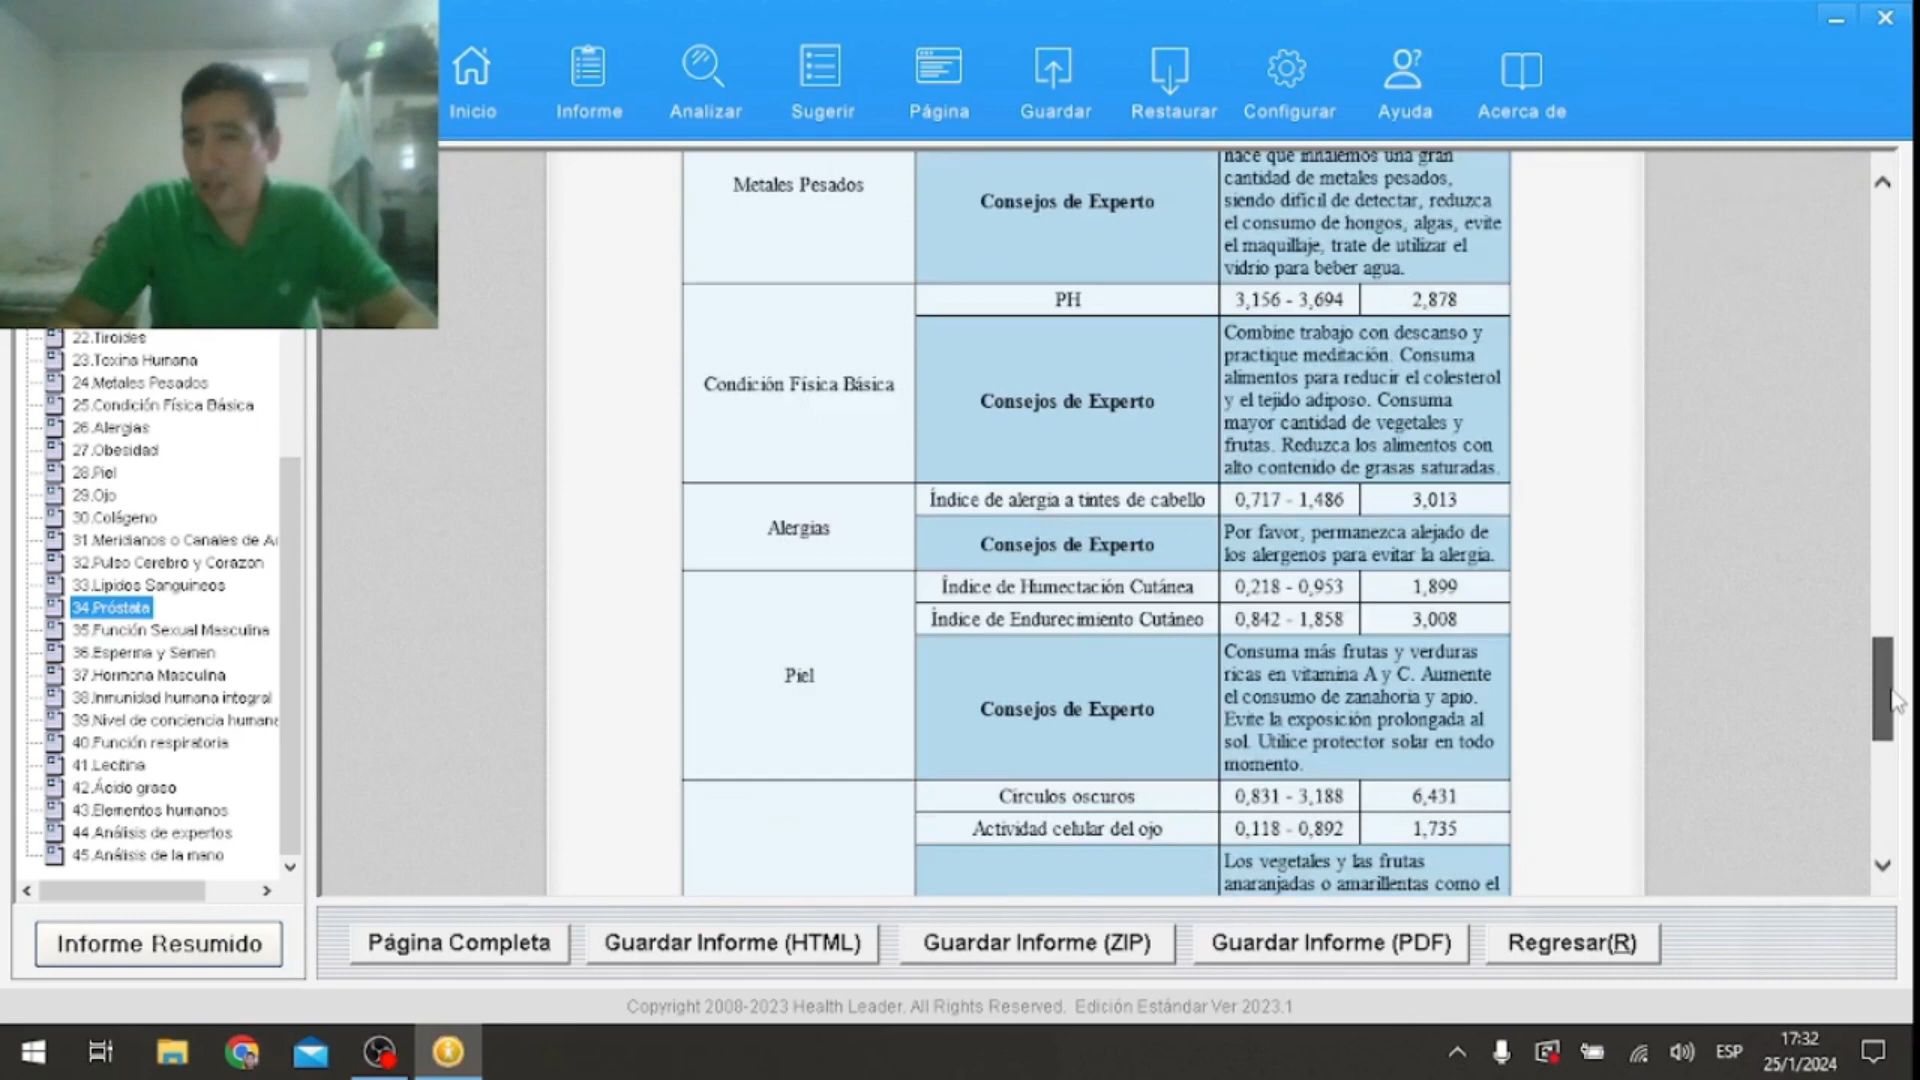 Inicio
Informe
Analizar
Sugerir
Página
Guardar
Restaurar
Configurar
Ayuda
Acerca de
22.Tiroides
23.Toxina Humana
24.Metales Pesados
25.Condición Física Básica
26.Alergias
27.Obesidad
28.Piel
29.Ojo
30.Colágeno
31.Meridianos o Canales de A
32.Pulso Cerebro y Corazon
33.Lípidos Sanguineos
34.Próstata
35.Función Sexual Masculina
36.Esperma y Semen
37.Hormona Masculina
38.Inmunidad humana integral
39.Nivel de conciencia humana
40.Función respiratoria
41.Lecitina
42.Ácido graso
43.Elementos humanos
44.Análisis de expertos
45.Análisis de la mano
Informe Resumido
Metales Pesados
Consejos de Experto
hace que inhalemos una gran
cantidad de metales pesados,
siendo difícil de detectar, reduzca
el consumo de hongos, algas, evite
el maquillaje, trate de utilizar el
vidrio para beber agua.
Condición Física Básica
PH
3,156 - 3,694
2,878
Consejos de Experto
Combine trabajo con descanso y
practique meditación. Consuma
alimentos para reducir el colesterol
y el tejido adiposo. Consuma
mayor cantidad de vegetales y
frutas. Reduzca los alimentos con
alto contenido de grasas saturadas.
Alergias
Índice de alergia a tintes de cabello
0,717 - 1,486
3,013
Consejos de Experto
Por favor, permanezca alejado de
los alergenos para evitar la alergia.
Piel
Índice de Humectación Cutánea
0,218 - 0,953
1,899
Índice de Endurecimiento Cutáneo
0,842 - 1,858
3,008
Consejos de Experto
Consuma más frutas y verduras
ricas en vitamina A y C. Aumente
el consumo de zanahoria y apio.
Evite la exposición prolongada al
sol. Utilice protector solar en todo
momento.
Círculos oscuros
0,831 - 3,188
6,431
Actividad celular del ojo
0,118 - 0,892
1,735
Los vegetales y las frutas
anaranjadas o amarillentas como el
Página Completa
Guardar Informe (HTML)
Guardar Informe (ZIP)
Guardar Informe (PDF)
Regresar(R)
Copyright 2008-2023 Health Leader. All Rights Reserved. Edición Estándar Ver 2023.1
ESP
17:32
25/1/2024